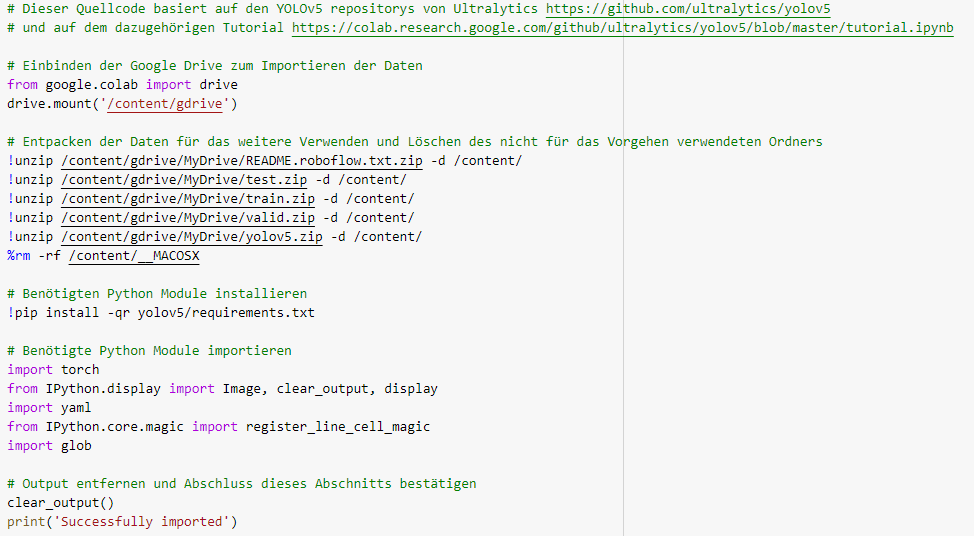 # Dieser Quellcode basiert auf den YOLOv5 repositorys von Ultralytics https://github.com/ultralytics/yolov5
# und auf dem dazugehörigen Tutorial https://colab.research.google.com/github/ultralytics/yolov5/blob/master/tutorial.ipynb
# Einbinden der Google Drive zum Importieren der Daten
from google.colab import drive
drive.mount('/content/gdrive')
# Entpacken der Daten für das weitere Verwenden und Löschen des nicht für das Vorgehen verwendeten Ordners
!unzip /content/gdrive/MyDrive/README.roboflow.txt.zip -d /content/
!unzip /content/gdrive/MyDrive/test.zip -d /content/
!unzip /content/gdrive/MyDrive/train.zip -d /content/
!unzip /content/gdrive/MyDrive/valid.zip -d /content/
!unzip /content/gdrive/MyDrive/yolov5.zip -d /content/
%rm -rf /content/__MACOSX
# Benötigten Python Module installieren
!pip install -qr yolov5/requirements.txt
# Benötigte Python Module importieren
import torch
from IPython.display import Image, clear_output, display
import yaml
from IPython.core.magic import register_line_cell_magic
import glob
# Output entfernen und Abschluss dieses Abschnitts bestätigen
clear_output()
print('Successfully imported')